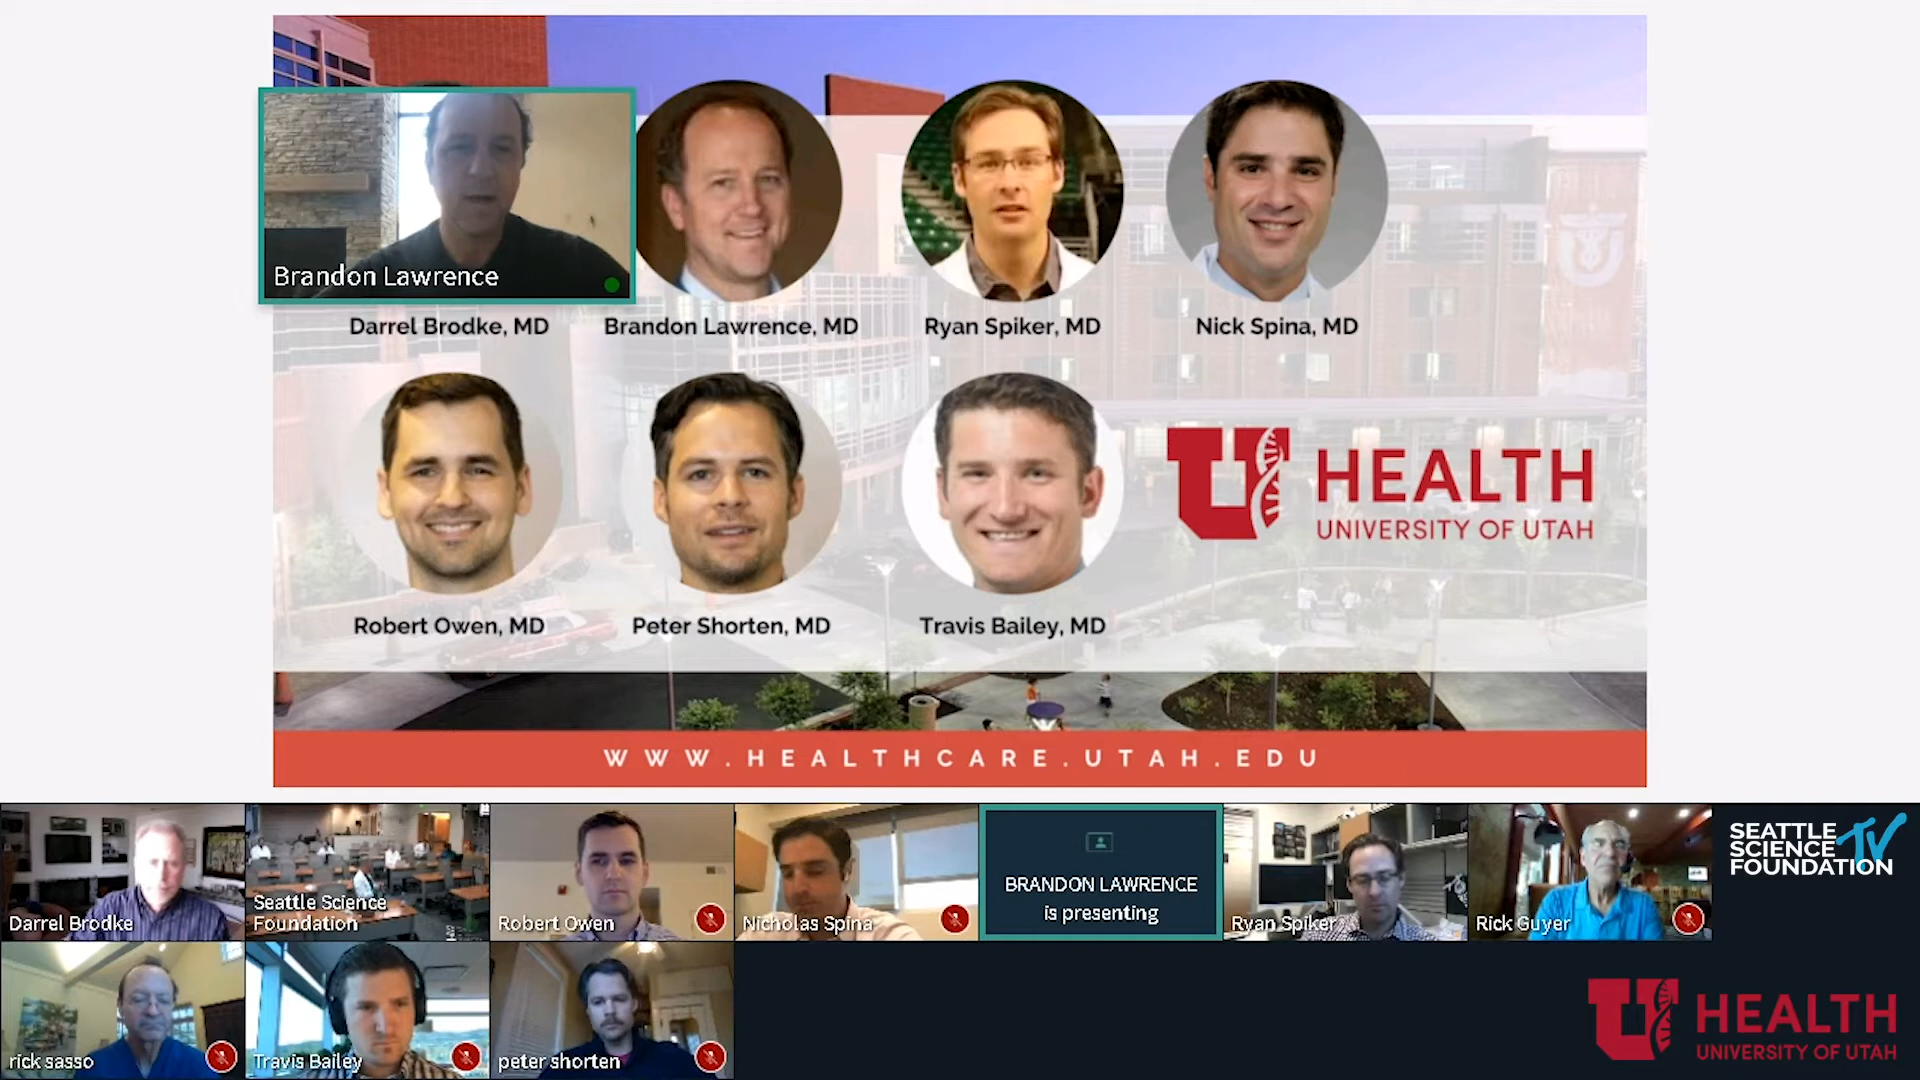 Brandon Lawrence
Darrel Brodke, MD
Brandon Lawrence, MD
Ryan Spiker, MD
Nick Spina, MD
U HEALTH
UNIVERSITY OF UTAH
Robert Owen, MD
Peter Shorten, MD
Travis Bailey, MD
WWW.HEALTHCARE.UTAH.EDU
Darrel Brodke
Seattle Science
Foundation
Robert Owen
Nicholas Spina
BRANDON LAWRENCE
is presenting
Ryan Spiker
Rick Guyer
SEATTLE
SCIENCE TV
FOUNDATION
rick sasso
Travis Bailey
peter shorten
U HEALTH
UNIVERSITY OF UTAH